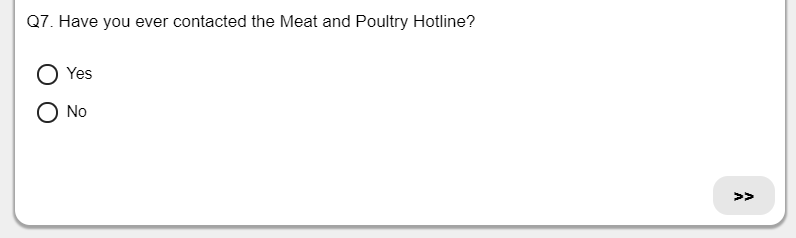 Q7. Have you ever contacted the Meat and Poultry Hotline?
Yes
No
>>